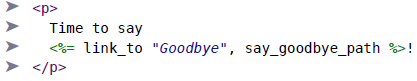 <p>
Time to say
<%= link_to "Goodbye", say_goodbye_path %>!
</p>